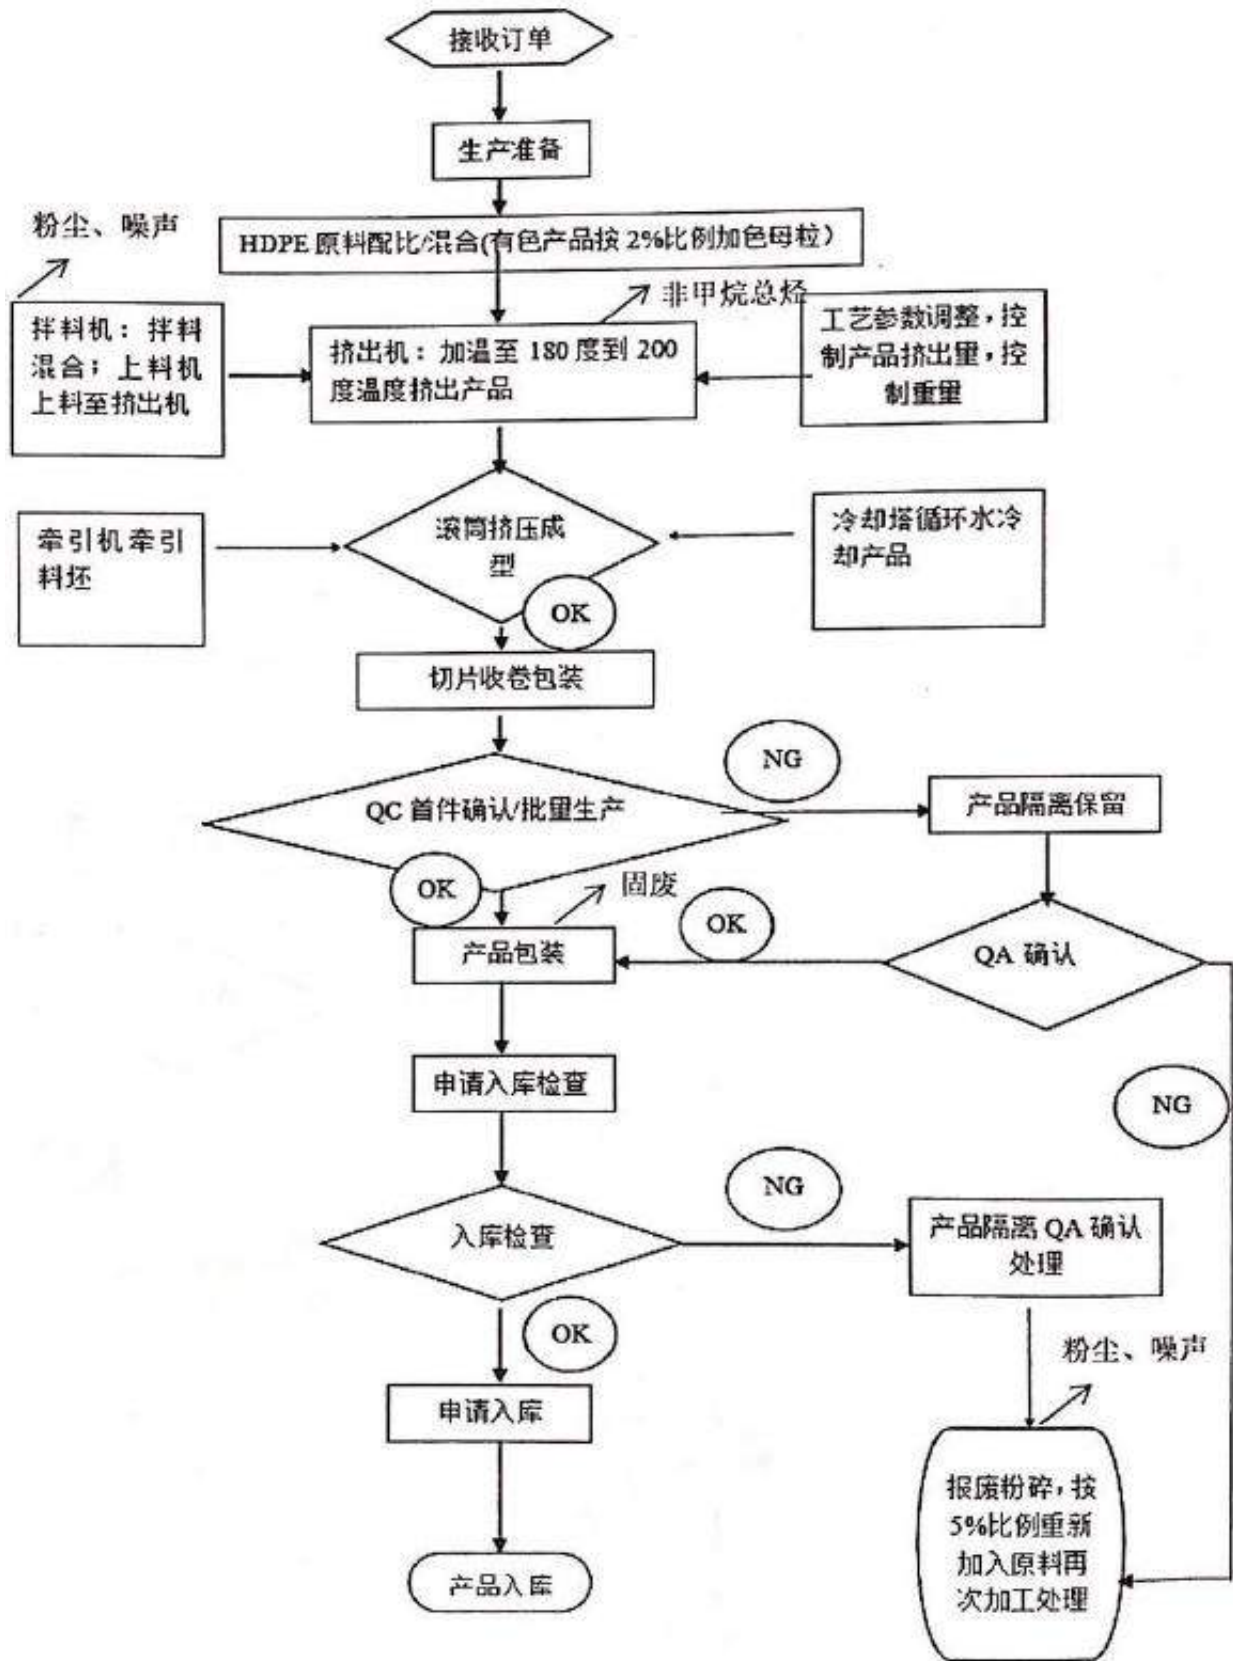 接收订单
生产准备
粉尘、噪声
HDPE 原料配比/混合(有色产品按 2%比例加色母粒）
非甲烷总烃
拌料机：拌料
混合；上料机
上料至挤出机
挤出机：加温至 180 度到 200
度温度挤出产品
工艺参数调整，控
制产品挤出量，控
制重量
牵引机牵引
料坯
滚筒挤压成
型
冷却塔循环水冷
却产品
OK
切片收卷包装
NG
QC 首件确认/批量生产
产品隔离保留
OK
固废
OK
产品包装
QA 确认
申请入库检查
NG
NG
入库检查
产品隔离 QA 确认
处理
OK
粉尘、噪声
申请入库
报废粉碎，按
5%比例重新
加入原料再
次加工处理
产品入库